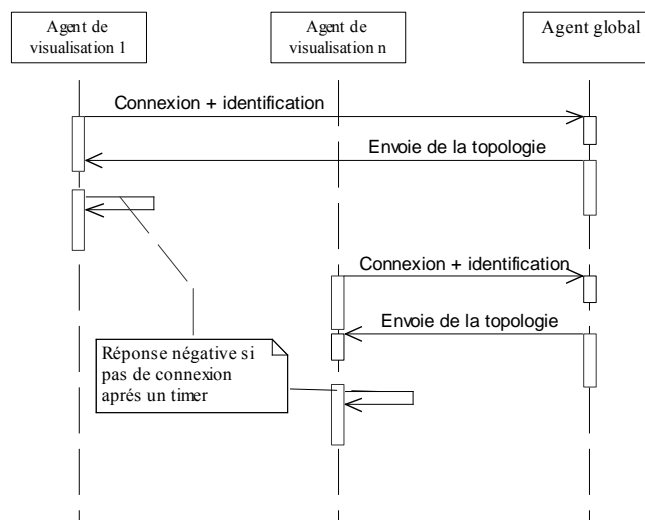 Agent de
visualisation 1
Agent de
visualisation n
Agent global
Connexion + identification
Envoie de la topologie
Connexion + identification
Envoie de la topologie
Réponse négative si
pas de connexion
aprés un timer